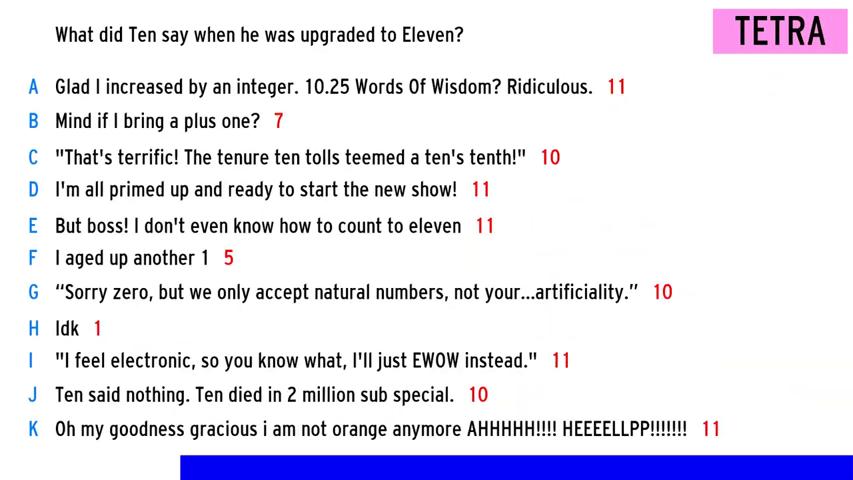 What did Ten say when he was upgraded to Eleven?
TETRA
A Glad I increased by an integer. 10.25 Words Of Wisdom? Ridiculous. 11
B Mind if I bring a plus one? 7
C "That's terrific! The tenure ten tolls teemed a ten's tenth!" 10
D I'm all primed up and ready to start the new show! 11
E But boss! I don't even know how to count to eleven 11
F I aged up another 1 5
G “Sorry zero, but we only accept natural numbers, not your...artificiality.” 10
H Idk 1
I "I feel electronic, so you know what, I'll just EWOW instead." 11
J Ten said nothing. Ten died in 2 million sub special. 10
K Oh my goodness gracious i am not orange anymore AHHHHH!!!! HEEEELLPP!!!!!!! 11